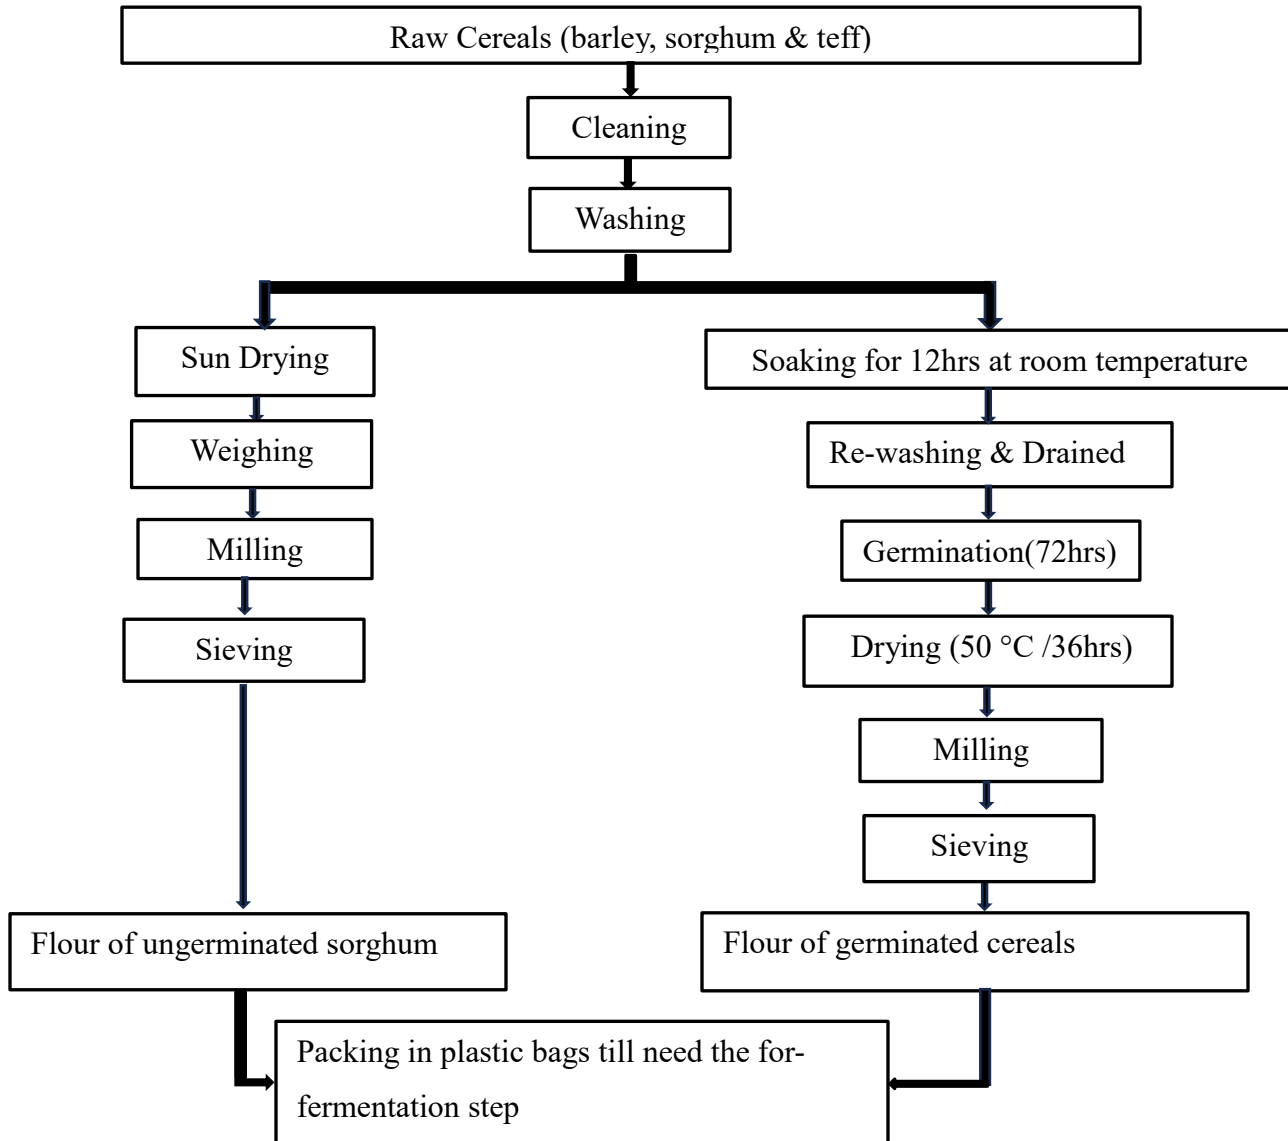 Raw Cereals (barley, sorghum & teff)
Cleaning
Washing
Sun Drying
Weighing
Milling
Sieving
Flour of ungerminated sorghum
Soaking for 12hrs at room temperature
Re-washing & Drained
Germination(72hrs)
Drying (50 °C /36hrs)
Milling
Sieving
Flour of germinated cereals
Packing in plastic bags till need the for-
fermentation step